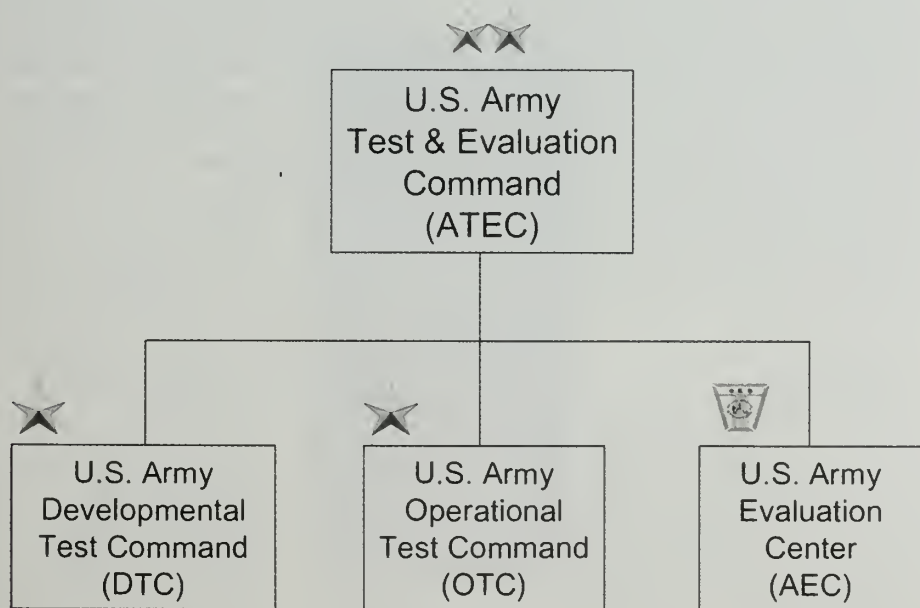 U.S. Army
Test & Evaluation
Command
(ATEC)
U.S. Army
Developmental
Test Command
(DTC)
U.S. Army
Operational
Test Command
(OTC)
U.S. Army
Evaluation
Center
(AEC)